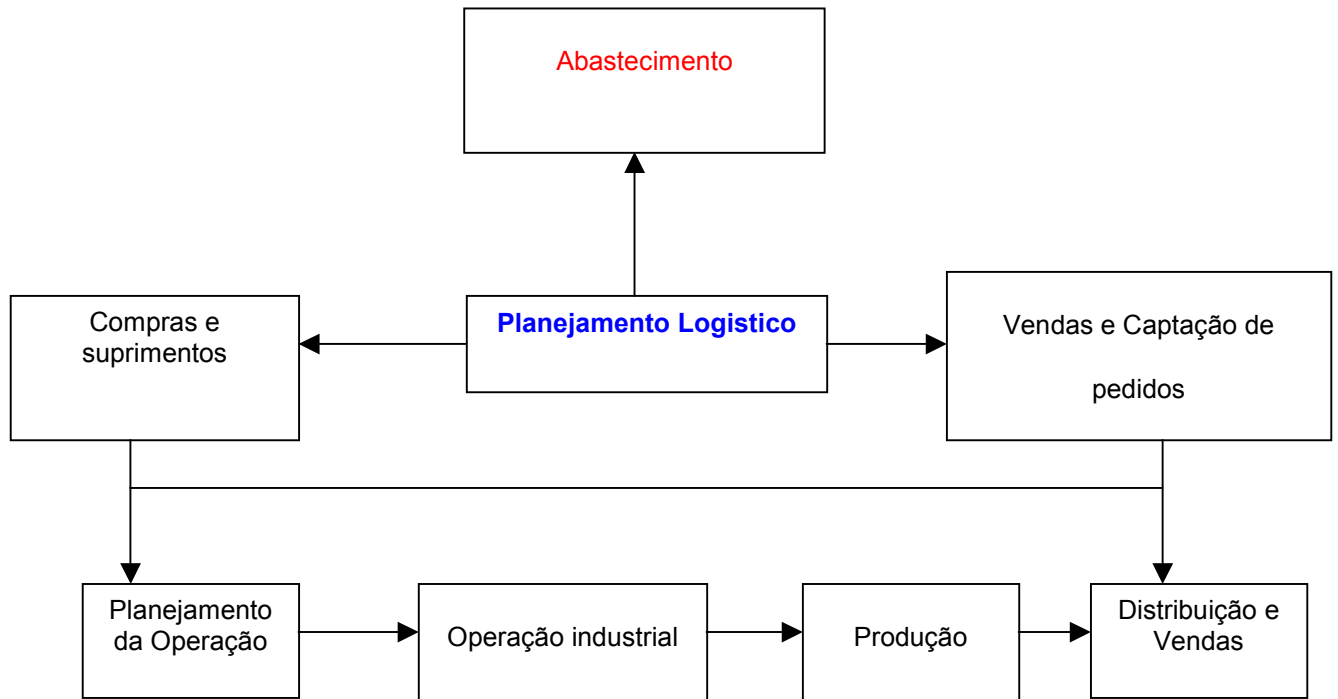 Abastecimento
Compras e
suprimentos
Planejamento Logistico
Vendas e Captação de
pedidos
Planejamento
da Operação
Operação industrial
Produção
Distribuição e
Vendas